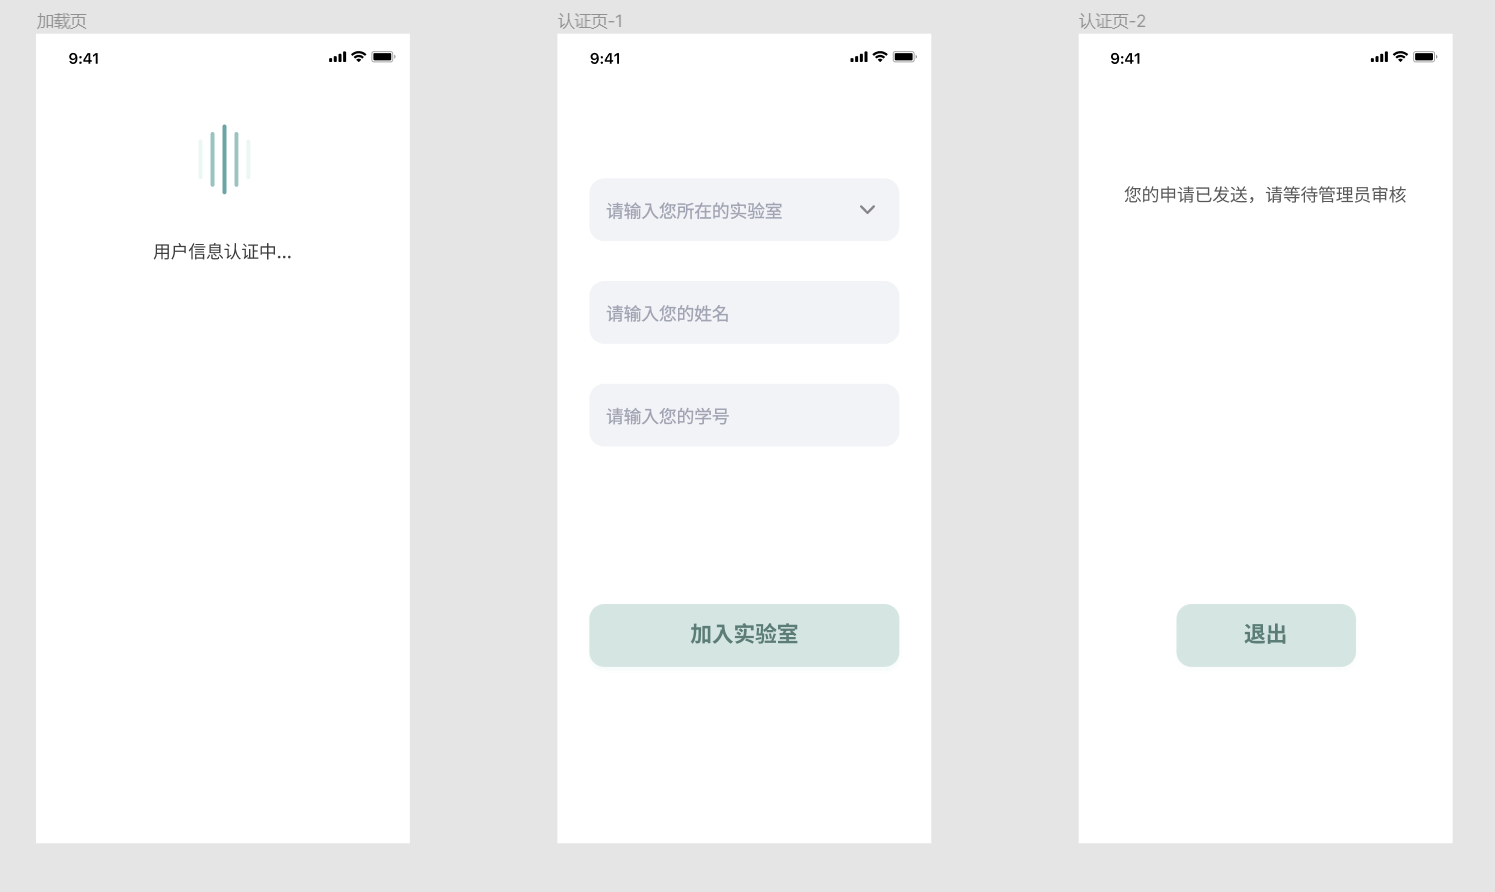 加载页
9:41
用户信息认证中...
认证页-1
9:41
请输入您所在的实验室
请输入您的姓名
请输入您的学号
加入实验室
认证页-2
9:41
您的申请已发送，请等待管理员审核
退出